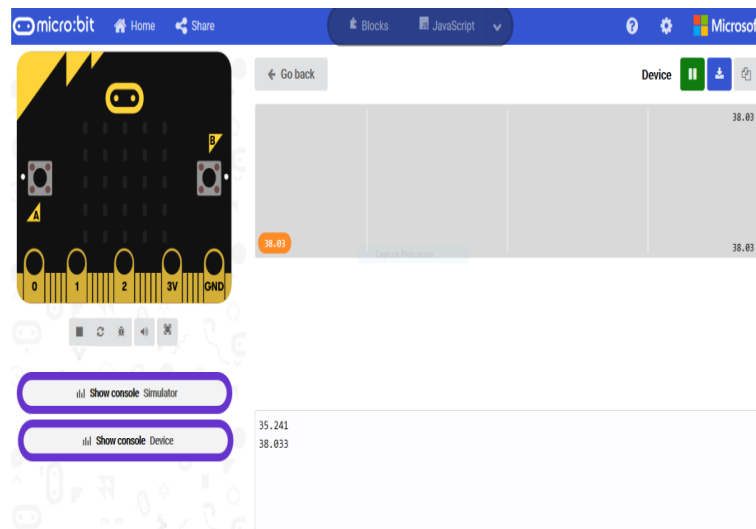 micro:bit Home Share Blocks JavaScript Microsof
Go back Device
38.03
B
A
38.03
38.03
0 1 2 3V GND
Show console Simulator
Show console Device
35.241
38.033